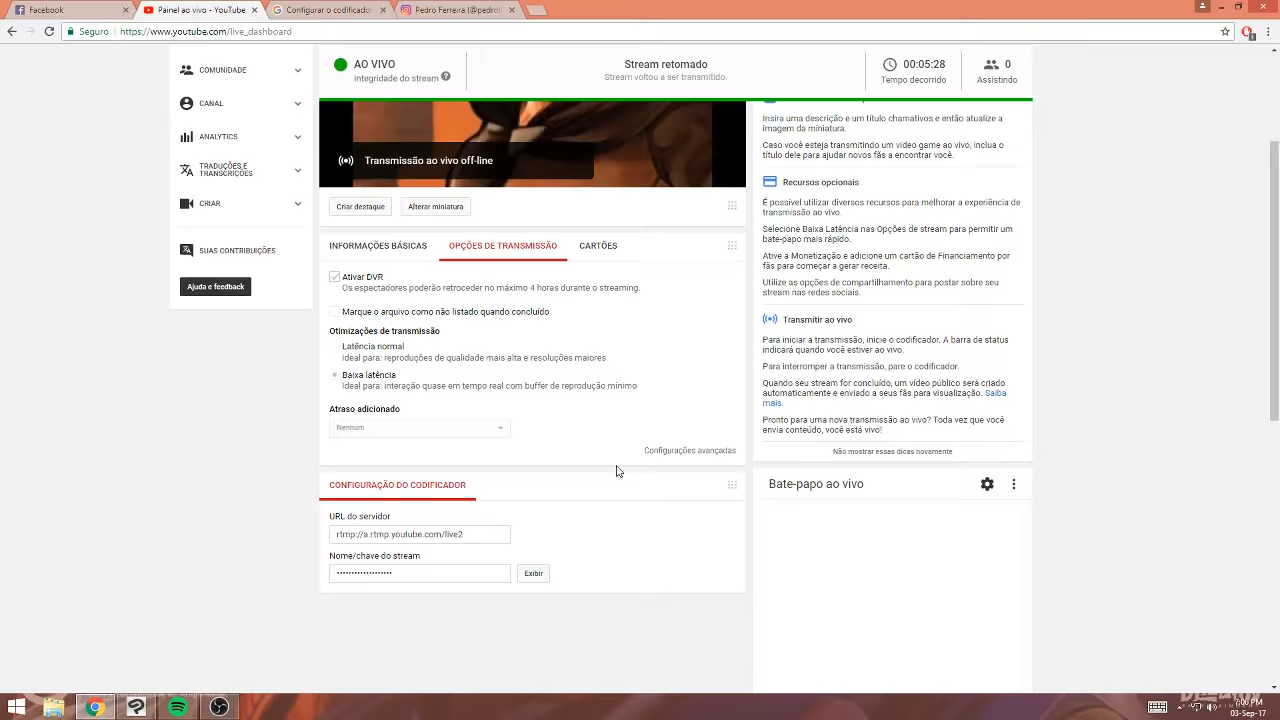 Facebook
Painel ao vivo - YouTube
Configurar o codificador
Pedro Ferreira (@pedroli
Seguro
https://www.youtube.com/live_dashboard
COMUNIDADE
CANAL
ANALYTICS
TRADUÇÕES E
TRANSCRIÇÕES
CRIAR
SUAS CONTRIBUIÇÕES
Ajuda e feedback
AO VIVO
Integridade do stream
Stream retomado
Stream voltou a ser transmitido.
00:05:28
Tempo decorrido
0
Assistindo
Transmissão ao vivo off-line
Criar destaque
Alterar miniatura
INFORMAÇÕES BÁSICAS
OPÇÕES DE TRANSMISSÃO
CARTÕES
Ativar DVR
Os espectadores poderão retroceder no máximo 4 horas durante o streaming.
Marque o arquivo como não listado quando concluído
Otimizações de transmissão
Latência normal
Ideal para: reproduções de qualidade mais alta e resoluções maiores
Baixa latência
Ideal para: interação quase em tempo real com buffer de reprodução mínimo
Atraso adicionado
Nenhum
Configurações avançadas
CONFIGURAÇÃO DO CODIFICADOR
URL do servidor
rtmp://a.rtmp.youtube.com/live2
Nome/chave do stream
••••••••••••••••••••
Exibir
Insira uma descrição e um título chamativos e então atualize a
imagem da miniatura.
Caso você esteja transmitindo um vídeo game ao vivo, inclua o
título dele para ajudar novos fãs a encontrar você.
Recursos opcionais
É possível utilizar diversos recursos para melhorar a experiência de
transmissão ao vivo.
Selecione Baixa Latência nas Opções de stream para permitir um
bate-papo mais rápido.
Ative a Monetização e adicione um cartão de Financiamento por
fãs para começar a gerar receita.
Utilize as opções de compartilhamento para postar sobre seu
stream nas redes sociais.
Transmitir ao vivo
Para iniciar a transmissão, inicie o codificador. A barra de status
indicará quando você estiver ao vivo.
Para interromper a transmissão, pare o codificador.
Quando seu stream for concluído, um vídeo público será criado
automaticamente e enviado a seus fãs para visualização. Saiba
mais.
Pronto para uma nova transmissão ao vivo? Toda vez que você
envia conteúdo, você está vivo!
Não mostrar essas dicas novamente
Bate-papo ao vivo
6:06 PM
03-Sep-17